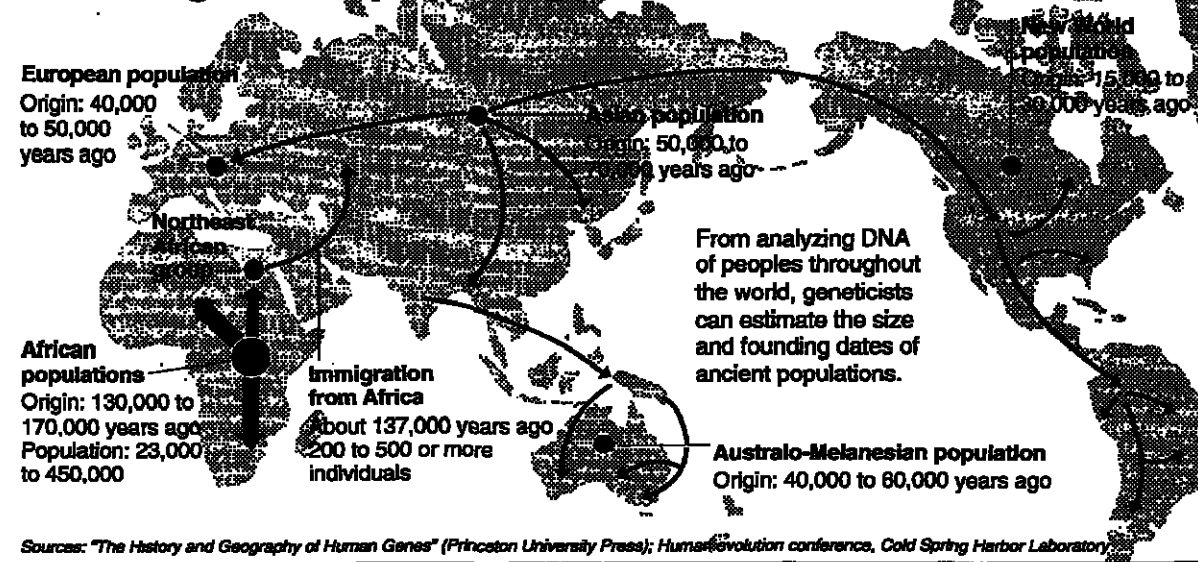 European population
Origin: 40,000
to 50,000
years ago
New World
population
Origin: 15,000 to
30,000 years ago
Asian population
Origin: 50,000 to
70,000 years ago
Northeast
African
group
From analyzing DNA
of peoples throughout
the world, geneticists
can estimate the size
and founding dates of
ancient populations.
African
populations
Origin: 130,000 to
170,000 years ago
Population: 23,000
to 450,000
Immigration
from Africa
About 137,000 years ago
200 to 500 or more
individuals
Australo-Melanesian population
Origin: 40,000 to 60,000 years ago
Sources: "The History and Geography of Human Genes" (Princeton University Press); Human evolution conference, Cold Spring Harbor Laboratory